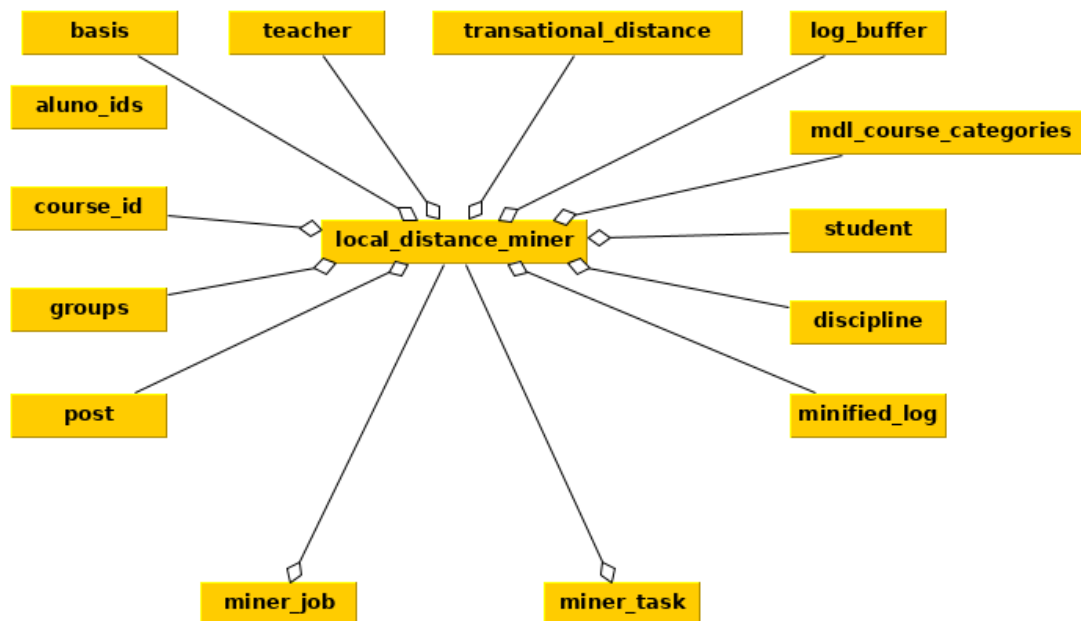 basis
teacher
transational_distance
log_buffer
aluno_ids
mdl_course_categories
course_id
student
local_distance_miner
groups
discipline
post
minified_log
miner_job
miner_task